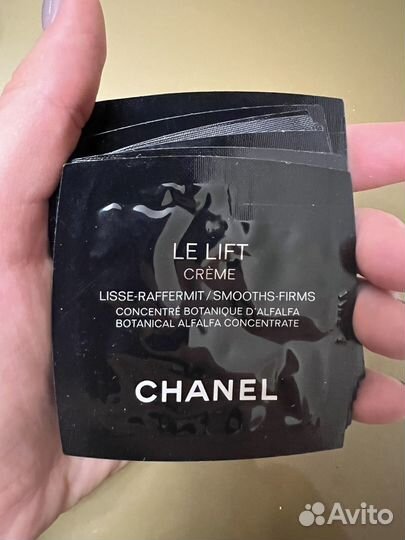 LE LIFT
CRÈME
LISSE-RAFFERMIT/SMOOTHS-FIRMS
CONCENTRÉ BOTANIQUE D'ALFALFA
BOTANICAL ALFALFA CONCENTRATE
CHANEL
Avito